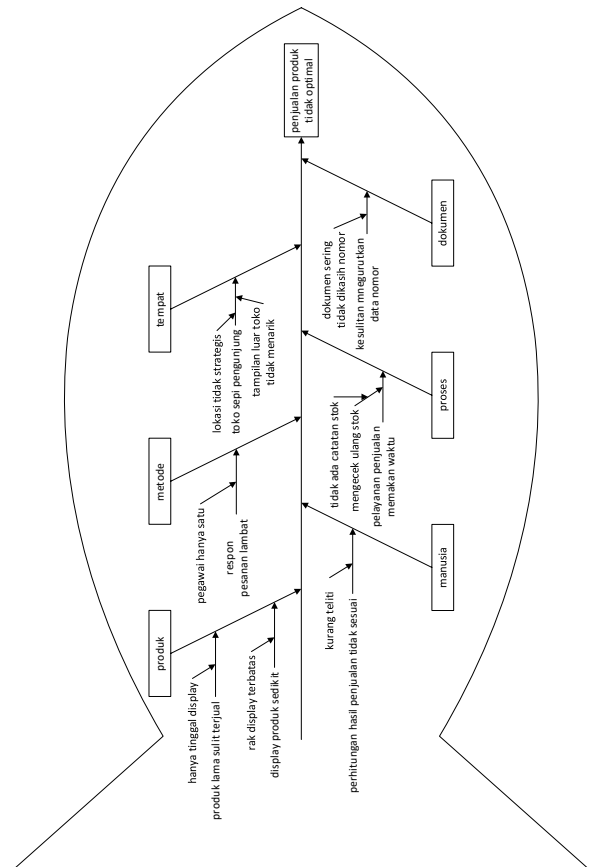 produk
metode
tempat
penjualan produk
tidak optimal
hanya tinggal display
produk lama sulit terjual
rak display terbatas
display produk sedikit
pegawai hanya satu
respon
pesanan lambat
lokasi tidak strategis
toko sepi pengunjung
tampilan luar toko
tidak menarik
kurang teliti
perhitungan hasil penjualan tidak sesuai
tidak ada catatan stok
mengecek ulang stok
pelayanan penjualan
memakan waktu
dokumen sering
tidak dikasih nomor
kesulitan mnegurutkan
data nomor
manusia
proses
dokumen